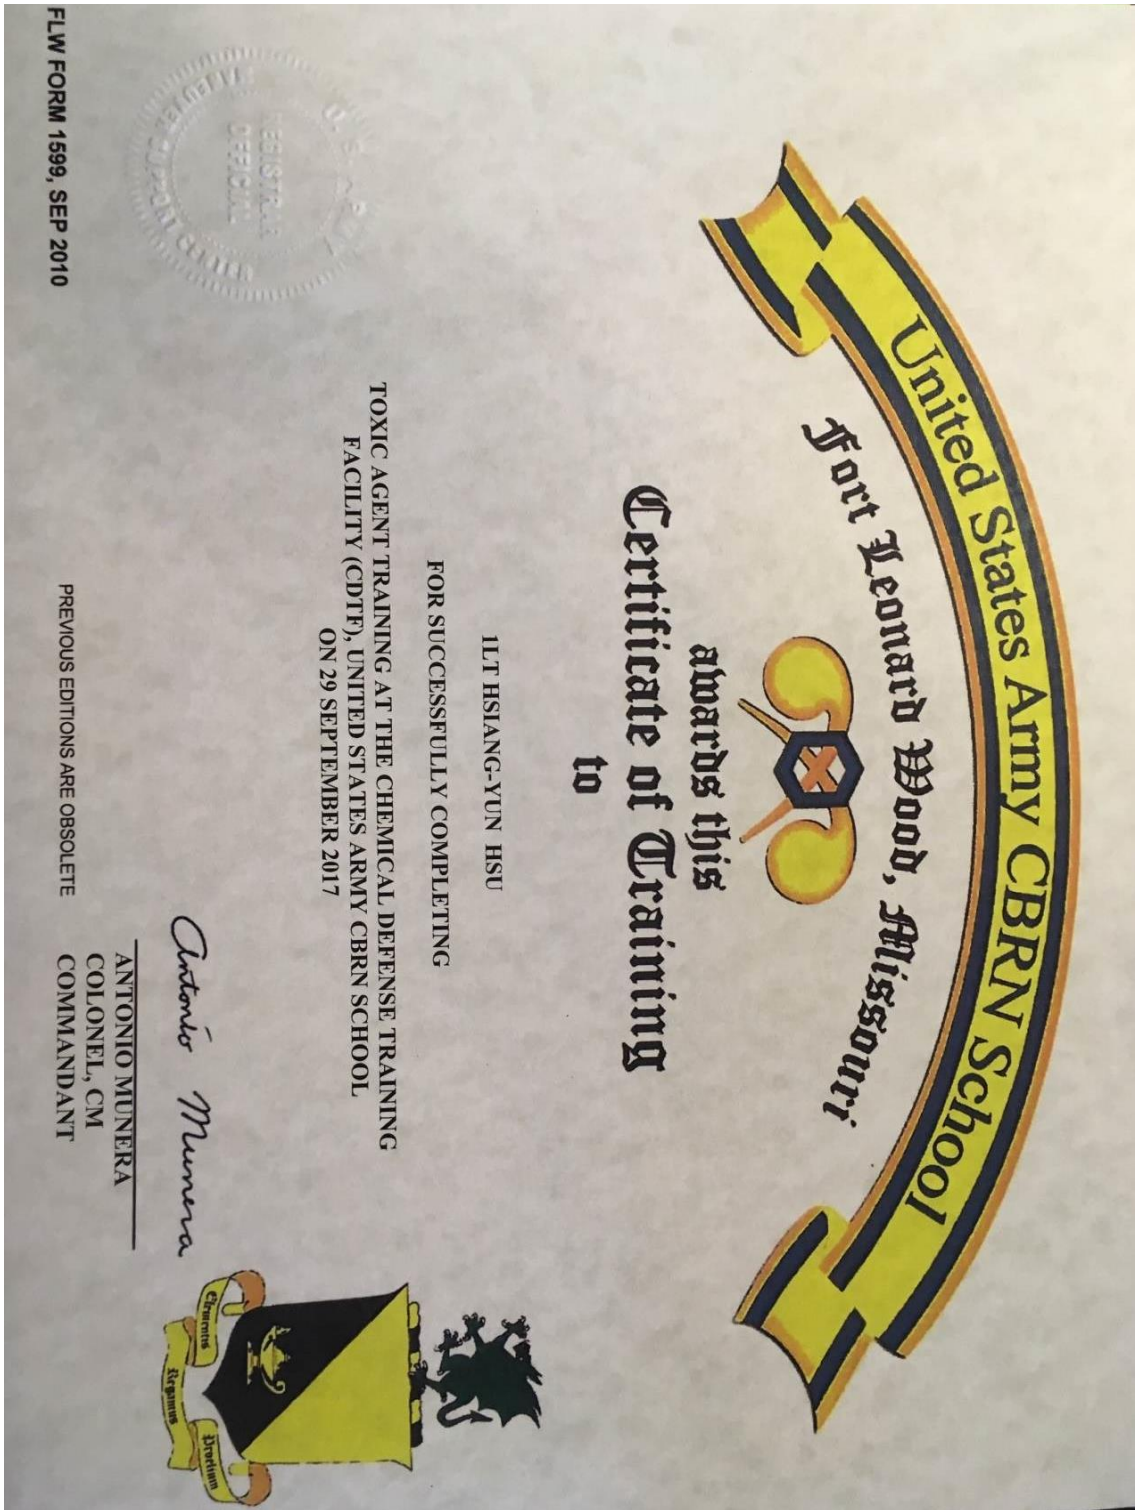 United States Army CBRN School
Fort Leonard Wood, Missouri
awards this
Certificate of Training
to
1LT HSIANG-YUN HSU
FOR SUCCESSFULLY COMPLETING
TOXIC AGENT TRAINING AT THE CHEMICAL DEFENSE TRAINING
FACILITY (CDTF), UNITED STATES ARMY CBRN SCHOOL
ON 29 SEPTEMBER 2017
Antonio Munera
ANTONIO MUNERA
COLONEL, CM
COMMANDANT
U.S. ARMY
REGISTRAR
OFFICIAL
SUPPORT CENTER
Elementis
Regamus
Proelium
FLW FORM 1599, SEP 2010
PREVIOUS EDITIONS ARE OBSOLETE